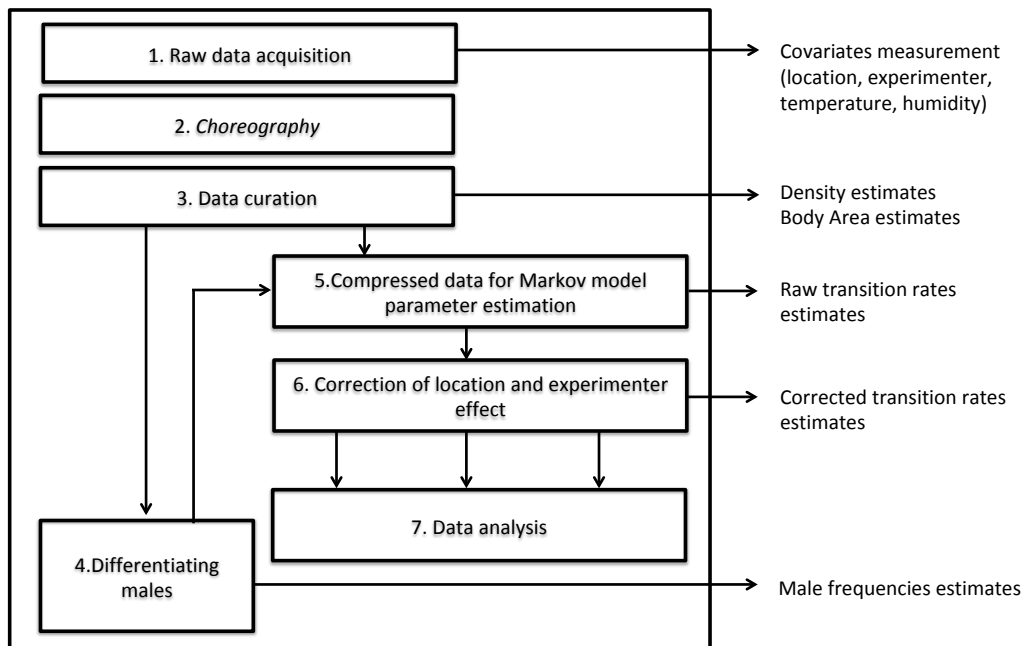 1. Raw data acquisition
Covariates measurement
(location, experimenter,
temperature, humidity)
2. Choreography
3. Data curation
Density estimates
Body Area estimates
5.Compressed data for Markov model
parameter estimation
Raw transition rates
estimates
6. Correction of location and experimenter
effect
Corrected transition rates
estimates
7. Data analysis
4.Differentiating
males
Male frequencies estimates